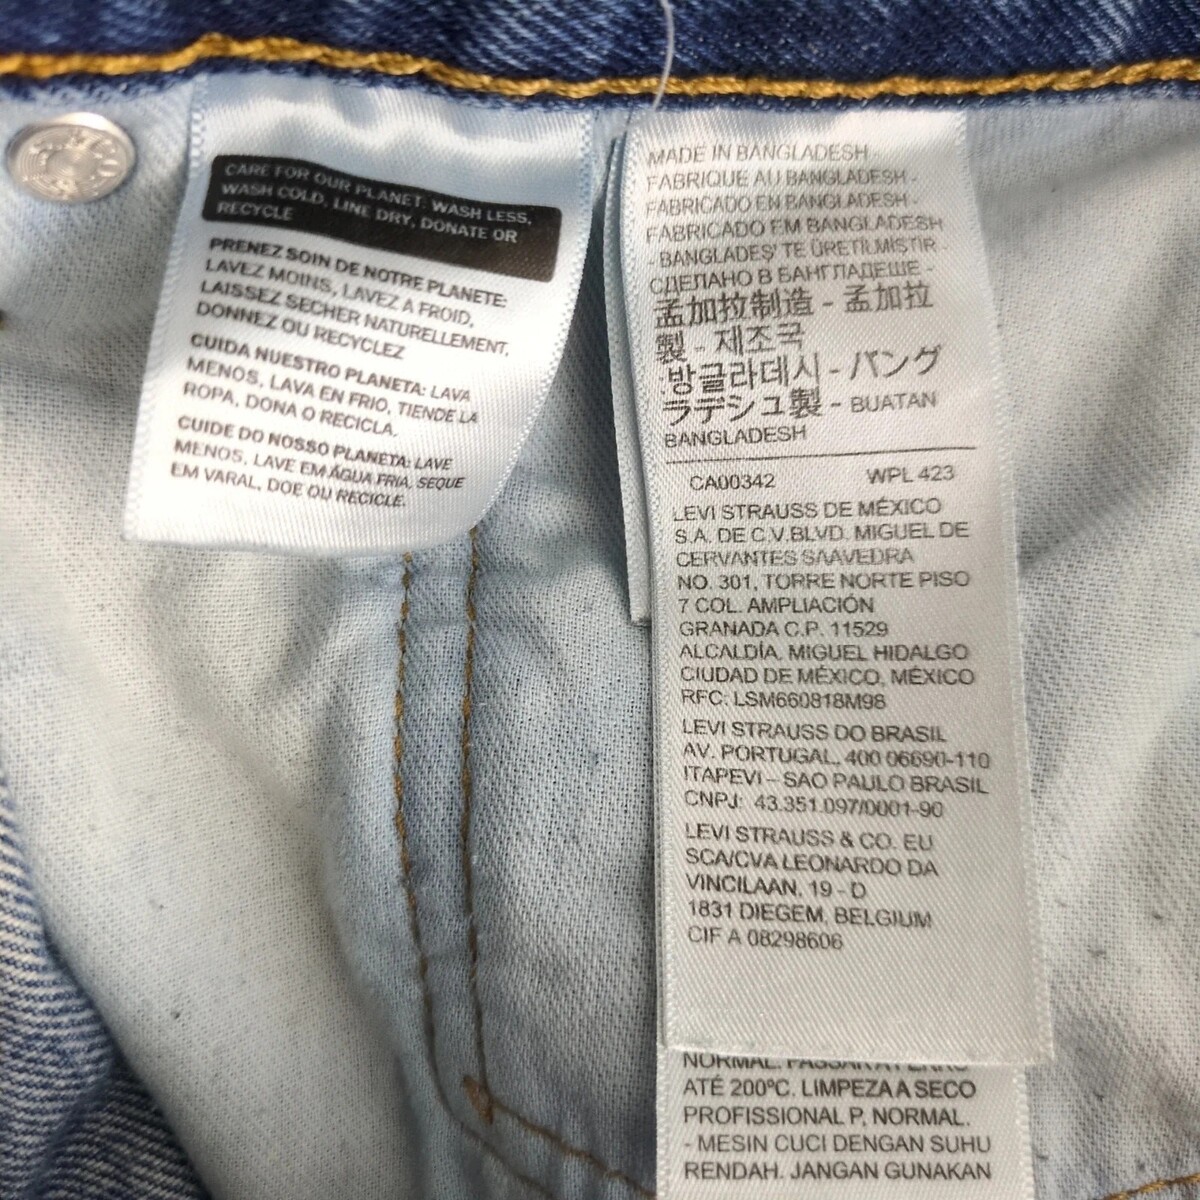 CARE FOR OUR PLANET: WASH LESS,
WASH COLD, LINE DRY, DONATE OR
RECYCLE
PRENEZ SOIN DE NOTRE PLANETE:
LAVEZ MOINS, LAVEZ A FROID,
LAISSEZ SECHER NATURELLEMENT,
DONNEZ OU RECYCLEZ
CUIDA NUESTRO PLANETA: LAVA
MENOS, LAVA EN FRIO, TIENDE LA
ROPA, DONA O RECICLA.
CUIDE DO NOSSO PLANETA: LAVE
MENOS, LAVE EM ÁGUA FRIA, SEQUE
EM VARAL, DOE OU RECICLE.
MADE IN BANGLADESH -
FABRIQUE AU BANGLADESH -
FABRICADO EN BANGLADESH -
FABRICADO EM BANGLADESH
- BANGLADEŞ' TE ÜRETİLMİSTİR
СДЕЛАНО В БАНГЛАДЕШЕ -
孟加拉制造 - 孟加拉
製 - 제조국
:방글라데시 - バング
ラデシュ製 - BUATAN
BANGLADESH
CA00342 WPL 423
LEVI STRAUSS DE MÉXICO
S.A. DE C.V.BLVD. MIGUEL DE
CERVANTES SAAVEDRA
NO. 301, TORRE NORTE PISO
7 COL. AMPLIACIÓN
GRANADA C.P. 11529
ALCALDÍA. MIGUEL HIDALGO
CIUDAD DE MÉXICO, MÉXICO
RFC: LSM660818M98
LEVI STRAUSS DO BRASIL
AV. PORTUGAL, 400 06690-110
ITAPEVI – SAO PAULO BRASIL
CNPJ: 43.351.097/0001-90
LEVI STRAUSS & CO. EU
SCA/CVA LEONARDO DA
VINCILAAN, 19 - D
1831 DIEGEM, BELGIUM
CIF A 08298606
NORMAL. PASSAR A FERRO
ATÉ 200ºC. LIMPEZA A SECO
PROFISSIONAL P, NORMAL.
- MESIN CUCI DENGAN SUHU
RENDAH. JANGAN GUNAKAN